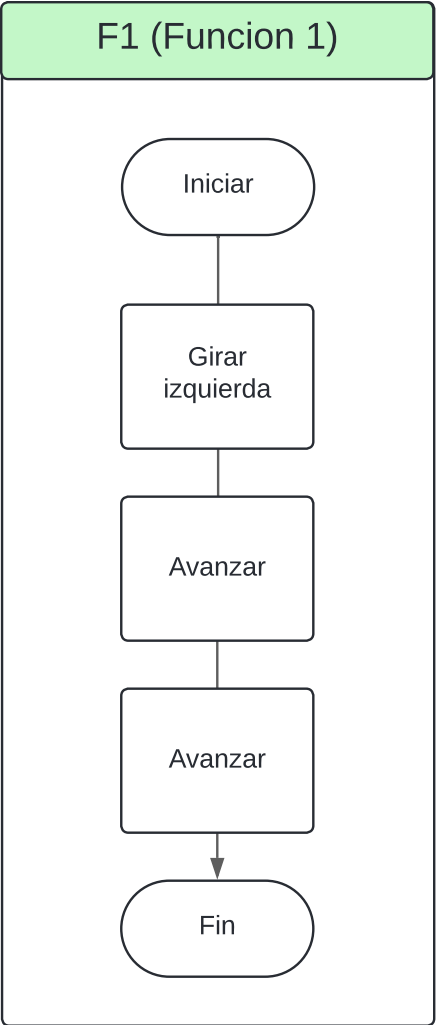 F1 (Funcion 1)
Iniciar
Girar
izquierda
Avanzar
Avanzar
Fin